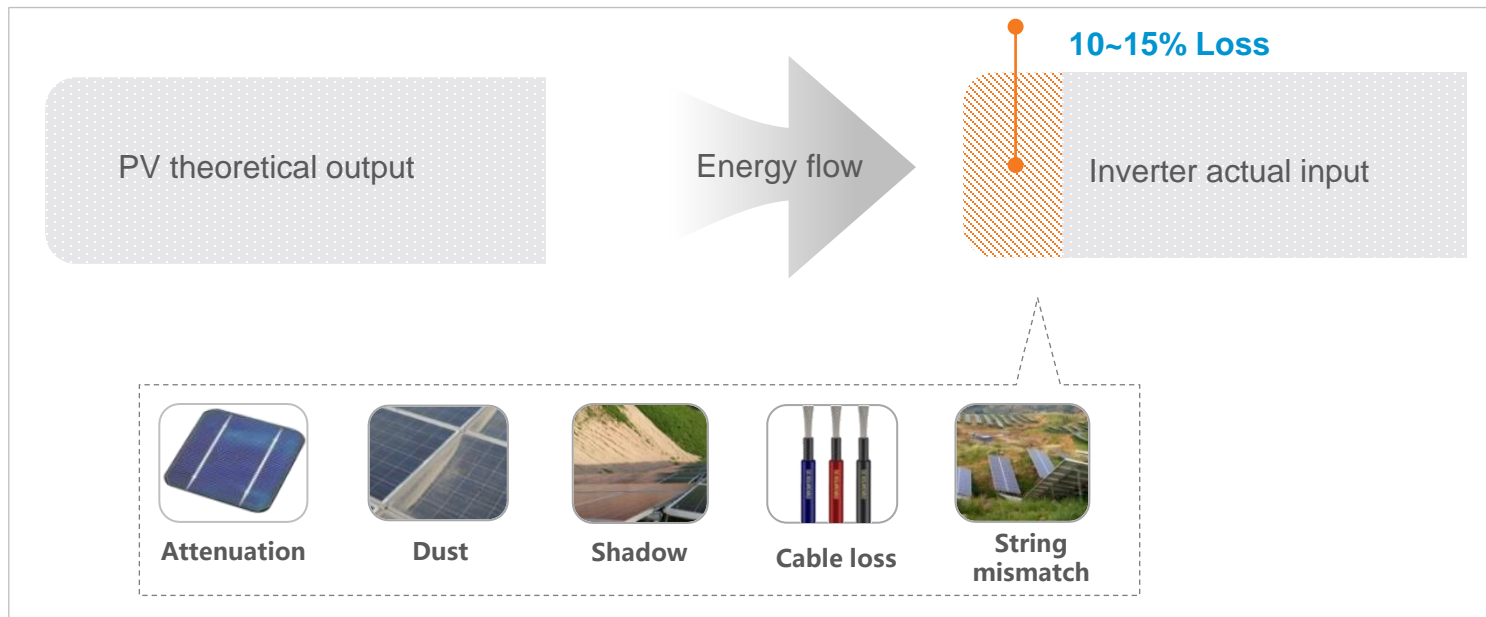 10~15% Loss
PV theoretical output
Energy flow
Inverter actual input
Attenuation
Dust
Shadow
Cable loss
String
mismatch